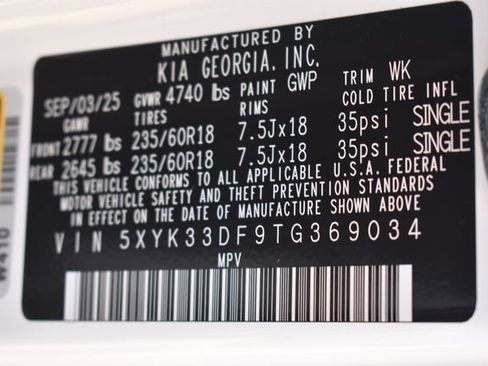 MANUFACTURED BY
KIA GEORGIA, INC.
SEP/03/25 GVWR 4740 lbs PAINT GWP TRIM WK
GAWR TIRES RIMS COLD TIRE INFL
FRONT 2777 lbs 235/60R18 7.5Jx18 35psi SINGLE
REAR 2645 lbs 235/60R18 7.5Jx18 35psi SINGLE
THIS VEHICLE CONFORMS TO ALL APPLICABLE U.S.A. FEDERAL
MOTOR VEHICLE SAFETY AND THEFT PREVENTION STANDARDS
IN EFFECT ON THE DATE OF MANUFACTURE SHOWN ABOVE
VIN 5XYK33DF9TG369034
MPV
W410